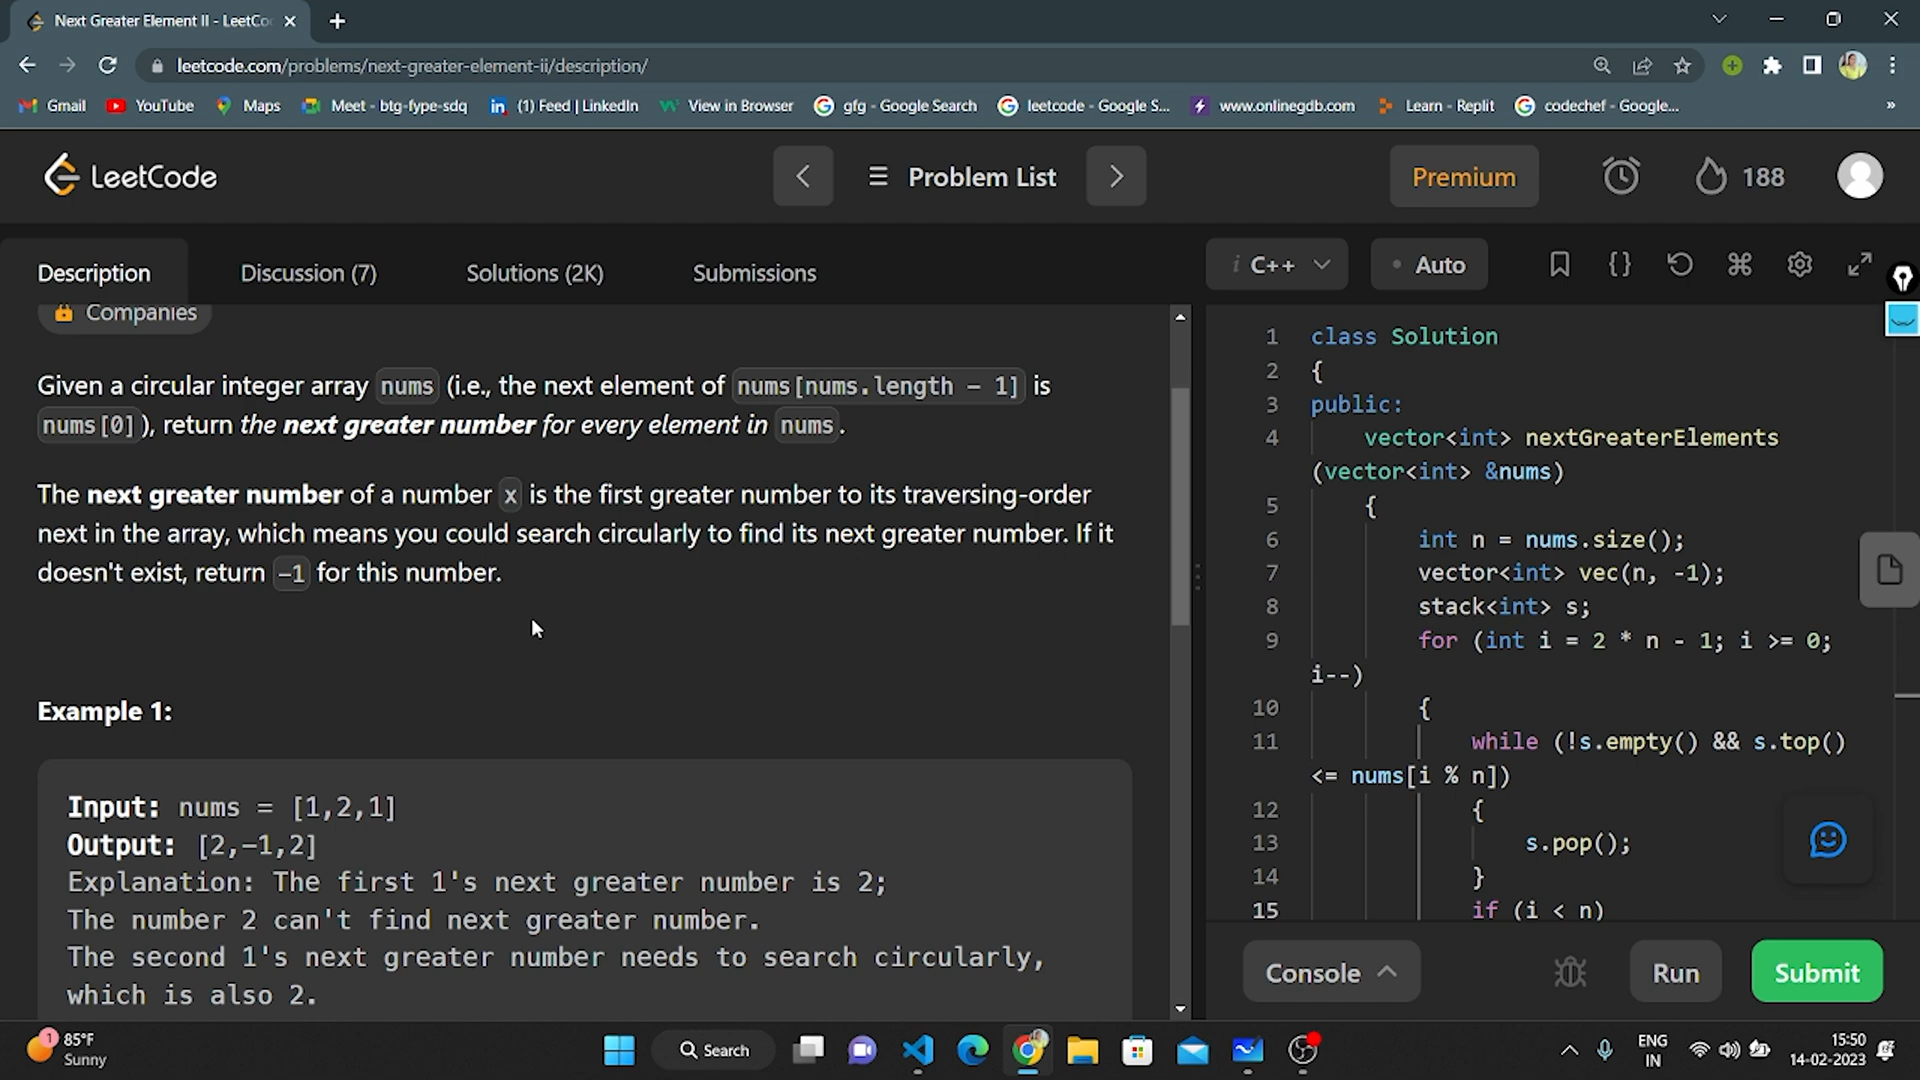 Next Greater Element II - LeetCo
leetcode.com/problems/next-greater-element-ii/description/
Gmail YouTube Maps Meet - btg-fype-sdq (1) Feed | LinkedIn View in Browser gfg - Google Search leetcode - Google S... www.onlinegdb.com Learn - Replit codechef - Google... »
LeetCode Problem List Premium 188
Description Discussion (7) Solutions (2K) Submissions
i C++ Auto {}
Companies
Given a circular integer array nums (i.e., the next element of nums[nums.length - 1] is
nums[0]), return the next greater number for every element in nums.
The next greater number of a number x is the first greater number to its traversing-order
next in the array, which means you could search circularly to find its next greater number. If it
doesn't exist, return -1 for this number.
Example 1:
Input: nums = [1,2,1]
Output: [2,-1,2]
Explanation: The first 1's next greater number is 2;
The number 2 can't find next greater number.
The second 1's next greater number needs to search circularly,
which is also 2.
1 class Solution
2 {
3 public:
4 vector<int> nextGreaterElements
(vector<int> &nums)
5 {
6 int n = nums.size();
7 vector<int> vec(n, -1);
8 stack<int> s;
9 for (int i = 2 * n - 1; i >= 0;
i--)
10 {
11 while (!s.empty() && s.top()
<= nums[i % n])
12 {
13 s.pop();
14 }
15 if (i < n)
Console Run Submit
1 85°F
Sunny
Search
ENG
IN
15:50
14-02-2023